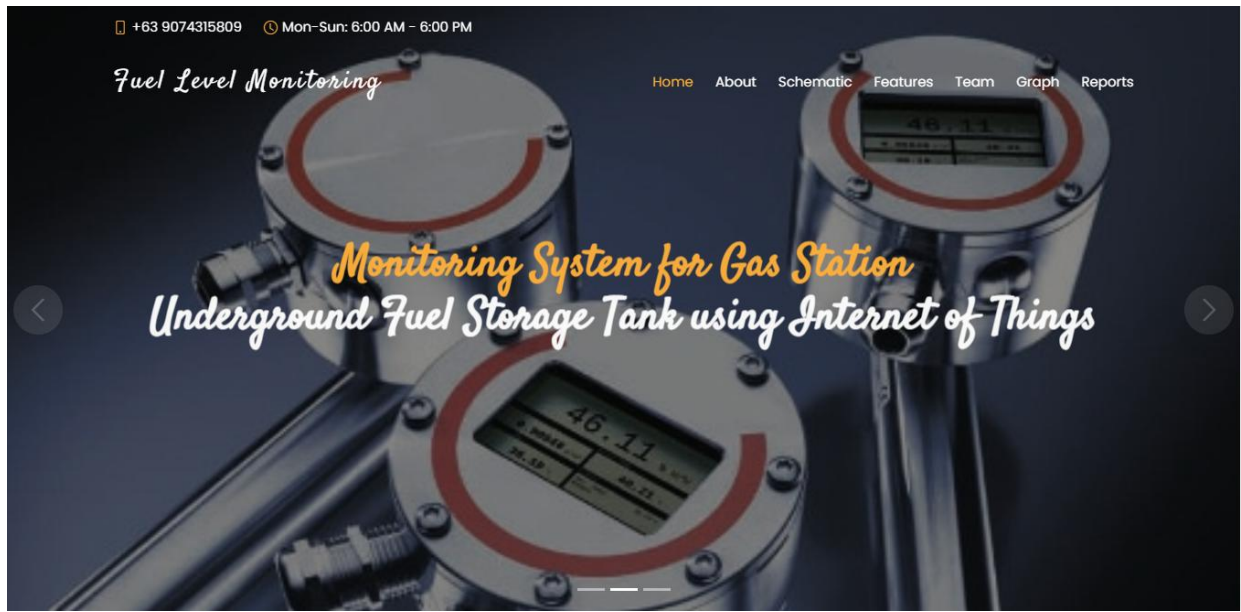 +63 9074315809 Mon-Sun: 6:00 AM - 6:00 PM
Fuel Level Monitoring
Home About Schematic Features Team Graph Reports
46.11
Monitoring System for Gas Station
Underground Fuel Storage Tank using Internet of Things
46.11